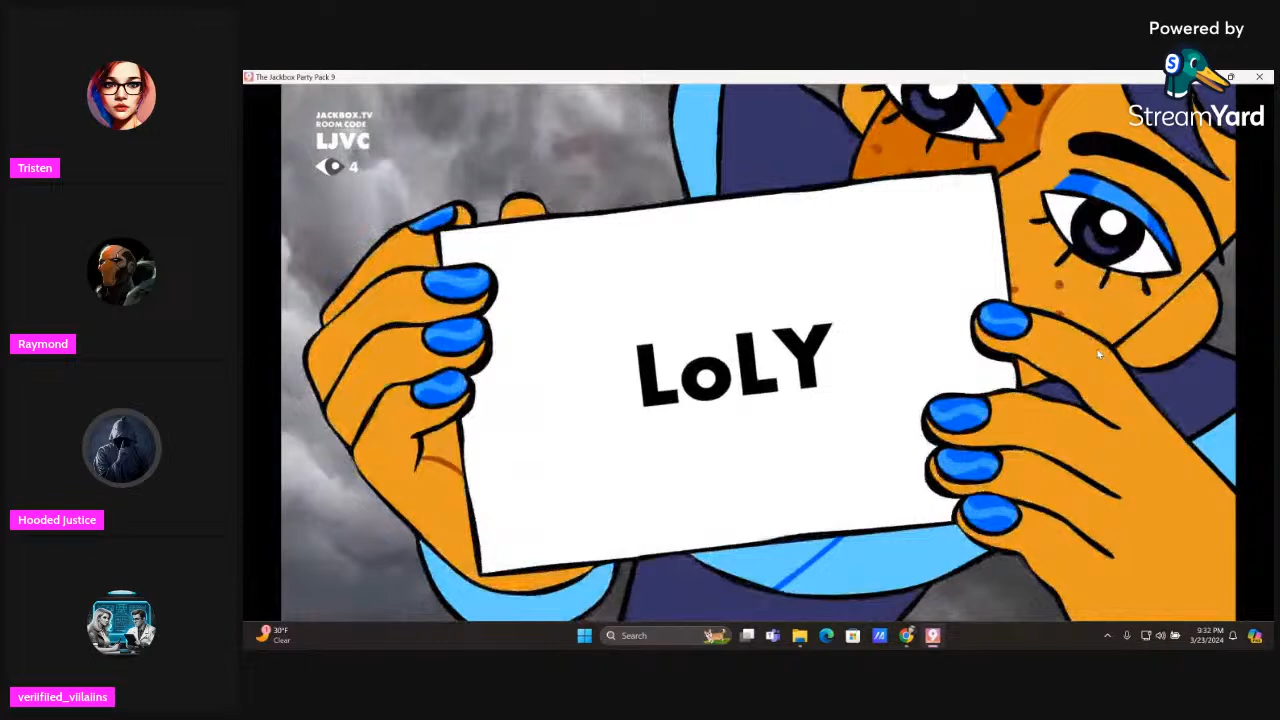 Powered by
StreamYard
The Jackbox Party Pack 9
JACKBOX.TV
ROOM CODE
LJVC
4
LoLY
Tristen
Raymond
Hooded Justice
veriifiied_viilaiins
30°F
Clear
Search
9:32 PM
3/23/2024